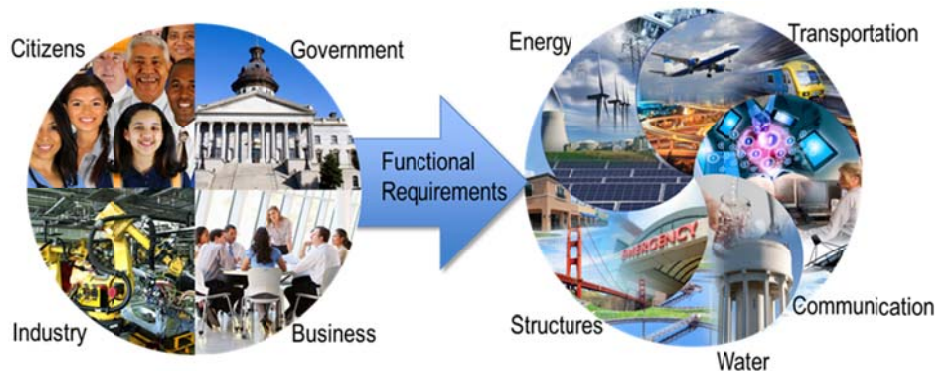 Citizens
Government
Industry
Business
Functional
Requirements
Energy
Transportation
EMERGENCY
Structures
Communication
Water